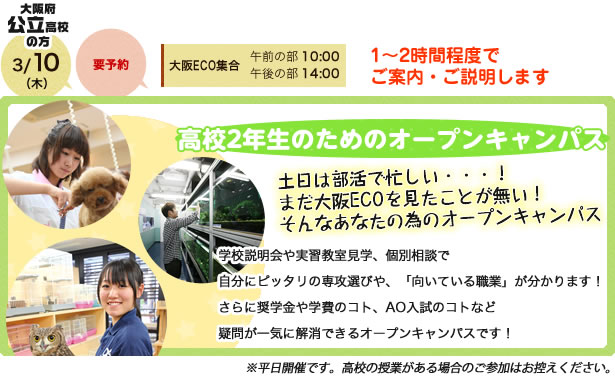 大阪府
公立高校
の方
3/10
(木)
要予約
大阪ECO集合
午前の部 10:00
午後の部 14:00
1～2時間程度で
ご案内・ご説明します
高校2年生のためのオープンキャンパス
土日は部活で忙しい・・・！
まだ大阪ECOを見たことが無い！
そんなあなたの為のオープンキャンパス
学校説明会や実習教室見学、個別相談で
自分にピッタリの専攻選びや、「向いている職業」が分かります！
さらに奨学金や学費のコト、AO入試のコトなど
疑問が一気に解消できるオープンキャンパスです！
※平日開催です。高校の授業がある場合のご参加はお控えください。